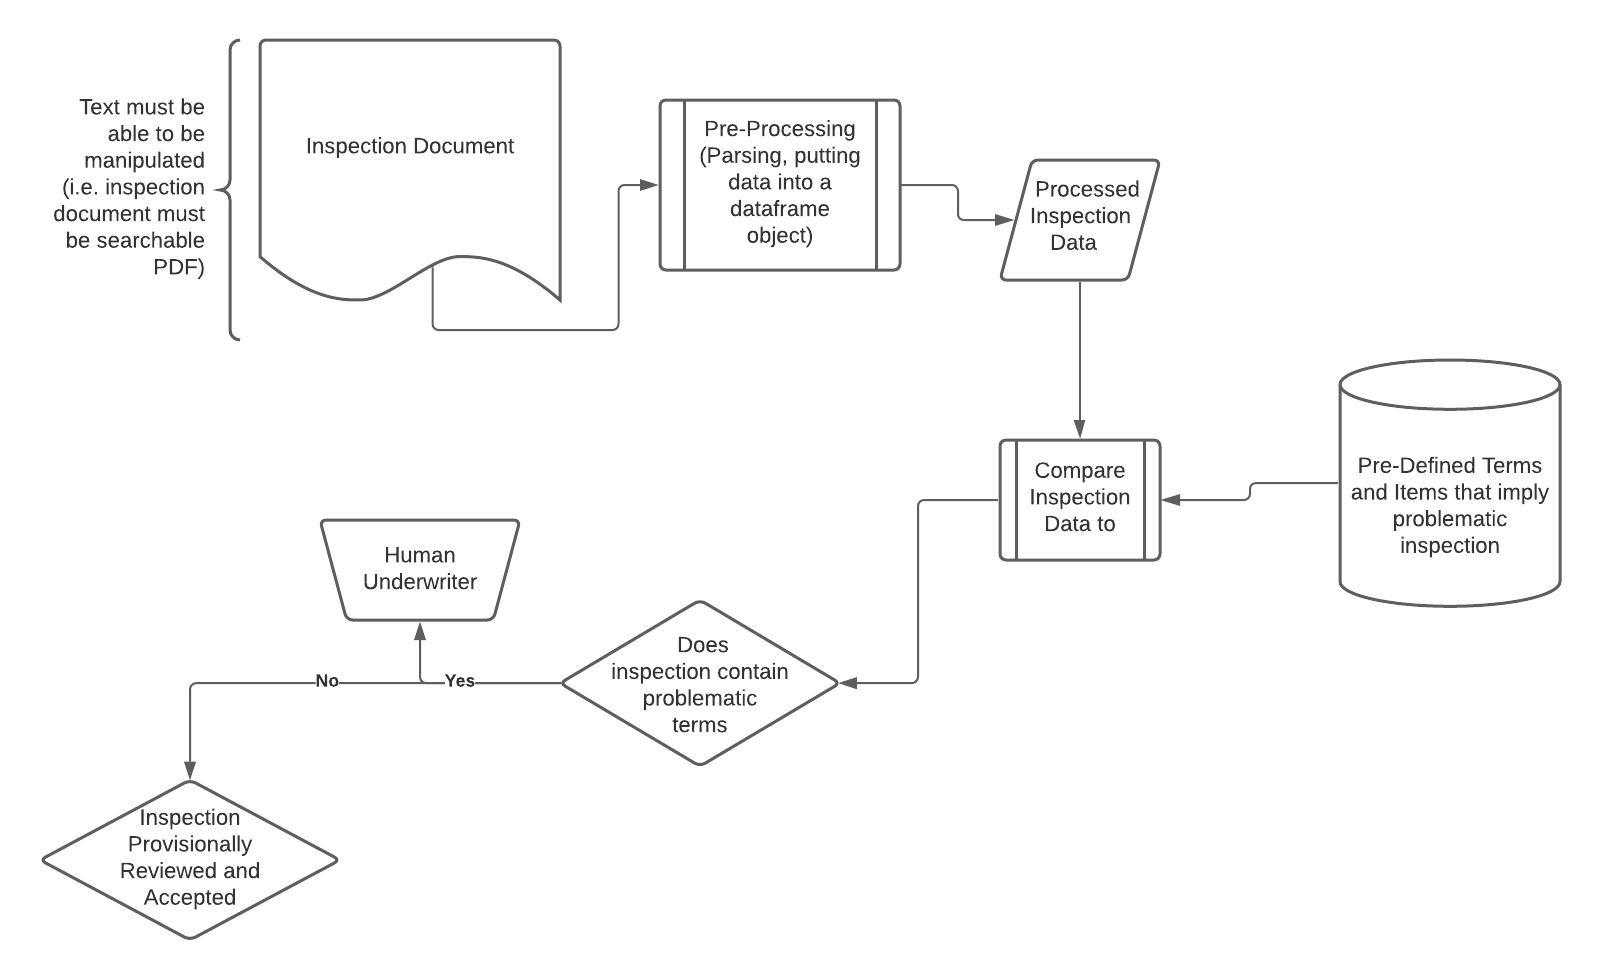 Text must be
able to be
manipulated
(i.e. inspection
document must
be searchable
PDF)
Inspection Document
Pre-Processing
(Parsing, putting
data into a
dataframe
object)
Processed
Inspection
Data
Compare
Inspection
Data to
Pre-Defined Terms
and Items that imply
problematic
inspection
Does
inspection contain
problematic
terms
Yes
Human
Underwriter
No
Inspection
Provisionally
Reviewed and
Accepted